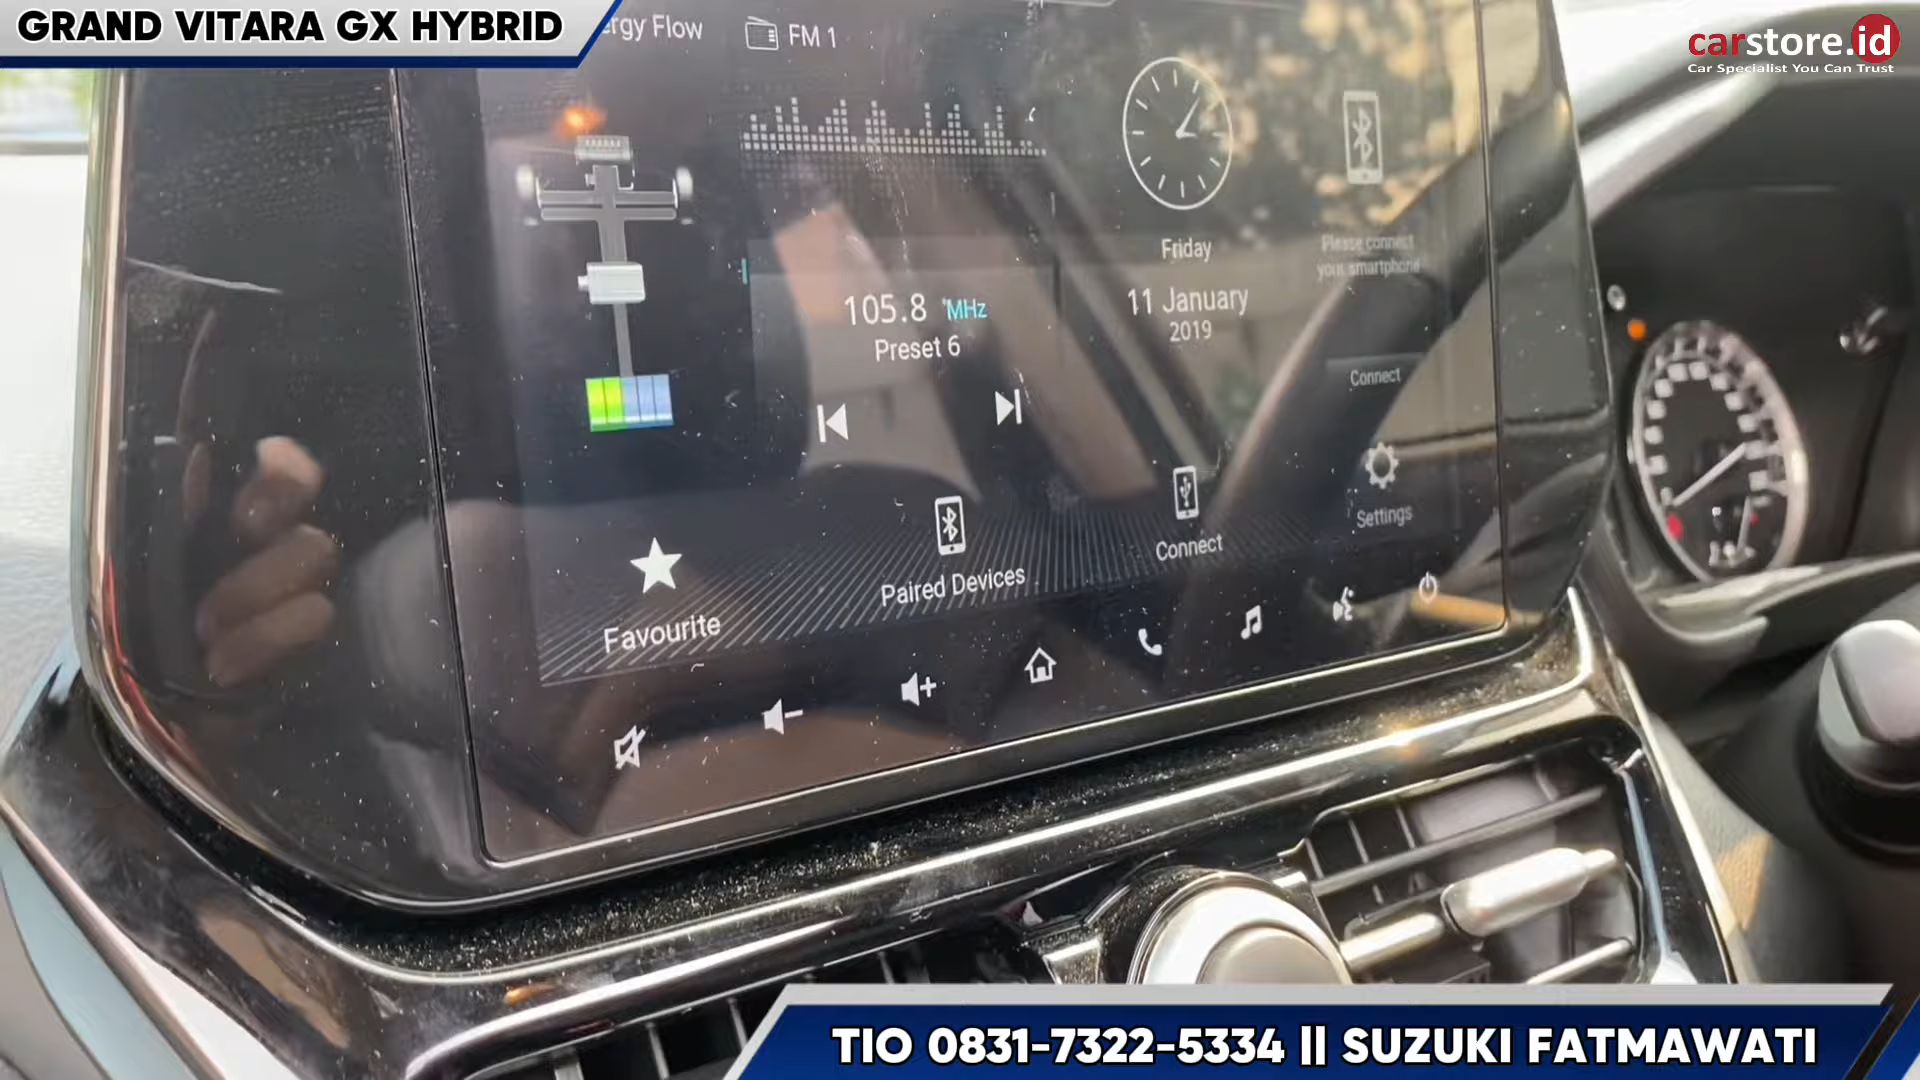 GRAND VITARA GX HYBRID
carstore.id
Car Specialist You Can Trust
rgy Flow
FM 1
Friday
11 January
2019
Please connect
your smartphone
105.8 MHz
Preset 6
Connect
Favourite
Paired Devices
Connect
Settings
TIO 0831-7322-5334 || SUZUKI FATMAWATI